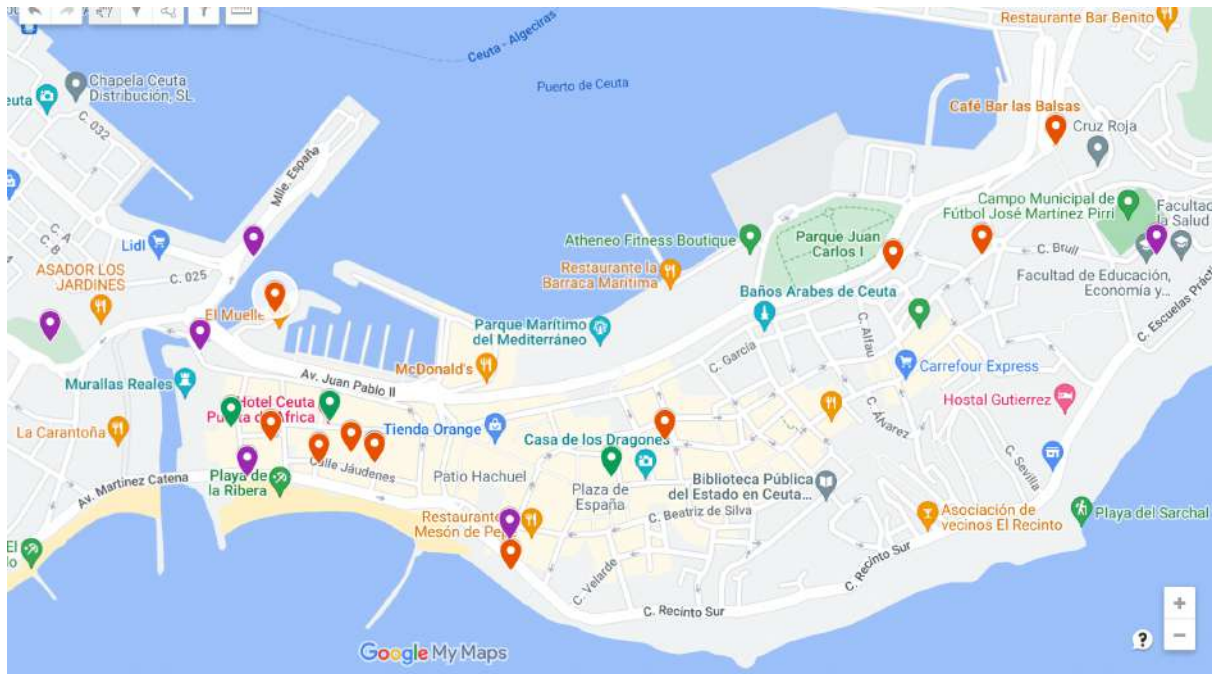 Restaurante Bar Benito
Ceuta - Algeciras
Puerto de Ceuta
Chapela Ceuta
Distribución, SL
euta
C. 032
Mlle. España
Café Bar las Balsas
Cruz Roja
Campo Municipal de
Fútbol José Martínez Pirri
Facultad
la Salud
C. A
C. B
Lidl
C. 025
Atheneo Fitness Boutique
Parque Juan
Carlos I
C. Brull
ASADOR LOS
JARDINES
Restaurante la
Barraca Marítima
Facultad de Educación,
Economía y...
Baños Arabes de Ceuta
El Muelle
Parque Marítimo
del Mediterráneo
C. Alfau
C. Escuelas Práctic
C. García
McDonald's
Av. Juan Pablo II
Carrefour Express
Murallas Reales
Hotel Ceuta
Puerta de África
Hostal Gutierrez
C. Álvarez
La Carantoña
Tienda Orange
Casa de los Dragones
C. Sevilla
Calle Jáudenes
Patio Hachuel
Playa de
la Ribera
Av. Martinez Catena
Biblioteca Pública
del Estado en Ceuta...
Plaza de
España
C. Beatriz de Silva
Restaurante
Mesón de Pepe
Asociación de
vecinos El Recinto
Playa del Sarchal
El
lo
C. Velarde
C. Recinto Sur
C. Recinto Sur
Google My Maps
+
?
−